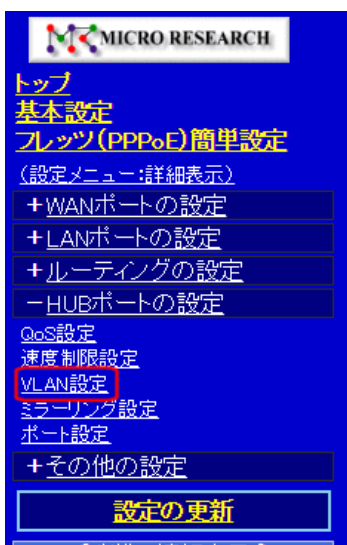 MICRO RESEARCH
トップ
基本設定
フレッツ(PPPoE)簡単設定
(設定メニュー:詳細表示)
+WANポートの設定
+LANポートの設定
+ルーティングの設定
−HUBポートの設定
QoS設定
速度制限設定
VLAN設定
ミラーリング設定
ポート設定
+その他の設定
設定の更新